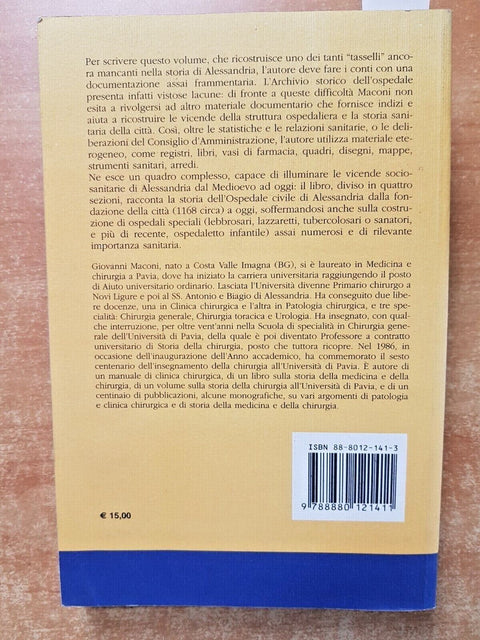 Per scrivere questo volume, che ricostruisce uno dei tanti “tasselli” anco-
ra mancanti nella storia di Alessandria, l'autore deve fare i conti con una
documentazione assai frammentaria. L'Archivio storico dell'ospedale
presenta infatti vistose lacune: di fronte a queste difficoltà Maconi non
esita a rivolgersi ad altro materiale documentario che fornisce indizi e
aiuta a ricostruire le vicende della struttura ospedaliera e la storia sani-
taria della città. Così, oltre le statistiche e le relazioni sanitarie, o le deli-
berazioni del Consiglio d'Amministrazione, l'autore utilizza materiale ete-
rogeneo, come registri, libri, vasi di farmacia, quadri, disegni, mappe,
strumenti sanitari, arredi.
Ne esce un quadro complesso, capace di illuminare le vicende socio-
sanitarie di Alessandria dal Medioevo ad oggi: il libro, diviso in quattro
sezioni, racconta la storia dell'Ospedale civile di Alessandria dalla fon-
dazione della città (1168 circa) a oggi, soffermandosi anche sulla costru-
zione di ospedali speciali (lebbrosari, lazzaretti, tubercolosari o sanatori,
e più di recente, ospedaletto infantile) assai numerosi e di rilevante
importanza sanitaria.
Giovanni Maconi, nato a Costa Valle Imagna (BG), si è laureato in Medicina e
chirurgia a Pavia, dove ha iniziato la carriera universitaria raggiungendo il posto
di Aiuto universitario ordinario. Lasciata l'Università divenne Primario chirurgo a
Novi Ligure e poi al SS. Antonio e Biagio di Alessandria. Ha conseguito due libe-
re docenze, una in Clinica chirurgica e l'altra in Patologia chirurgica, e tre spe-
cialità: Chirurgia generale, Chirurgia toracica e Urologia. Ha insegnato, con qual-
che interruzione, per oltre vent'anni nella Scuola di specialità in Chirurgia gene-
rale dell'Università di Pavia, della quale è poi diventato Professore a contratto
universitario di Storia della chirurgia, posto che tuttora ricopre. Nel 1986, in
occasione dell'inaugurazione dell'Anno accademico, ha commemorato il sesto
centenario dell'insegnamento della chirurgia all'Università di Pavia. È autore di
un manuale di clinica chirurgica, di un libro sulla storia della medicina e della
chirurgia, di un volume sulla storia della chirurgia all'Università di Pavia, e di un
centinaio di pubblicazioni, alcune monografiche, su vari argomenti di patologia
e clinica chirurgica e di storia della medicina e della chirurgia.
ISBN 88-8012-141-3
9 788880 121411
€ 15,00